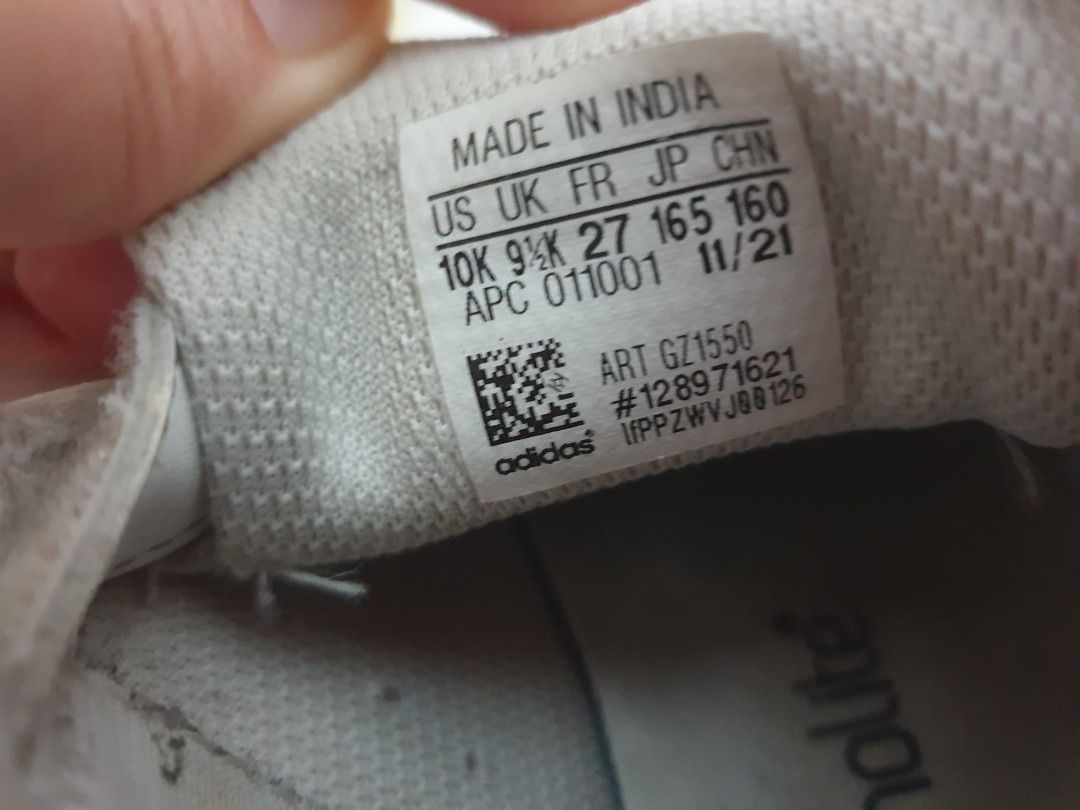 MADE IN INDIA
US UK FR JP CHN
10K 9½K 27 165 160
APC 011001 11/21
ART GZ1550
#128971621
adidas